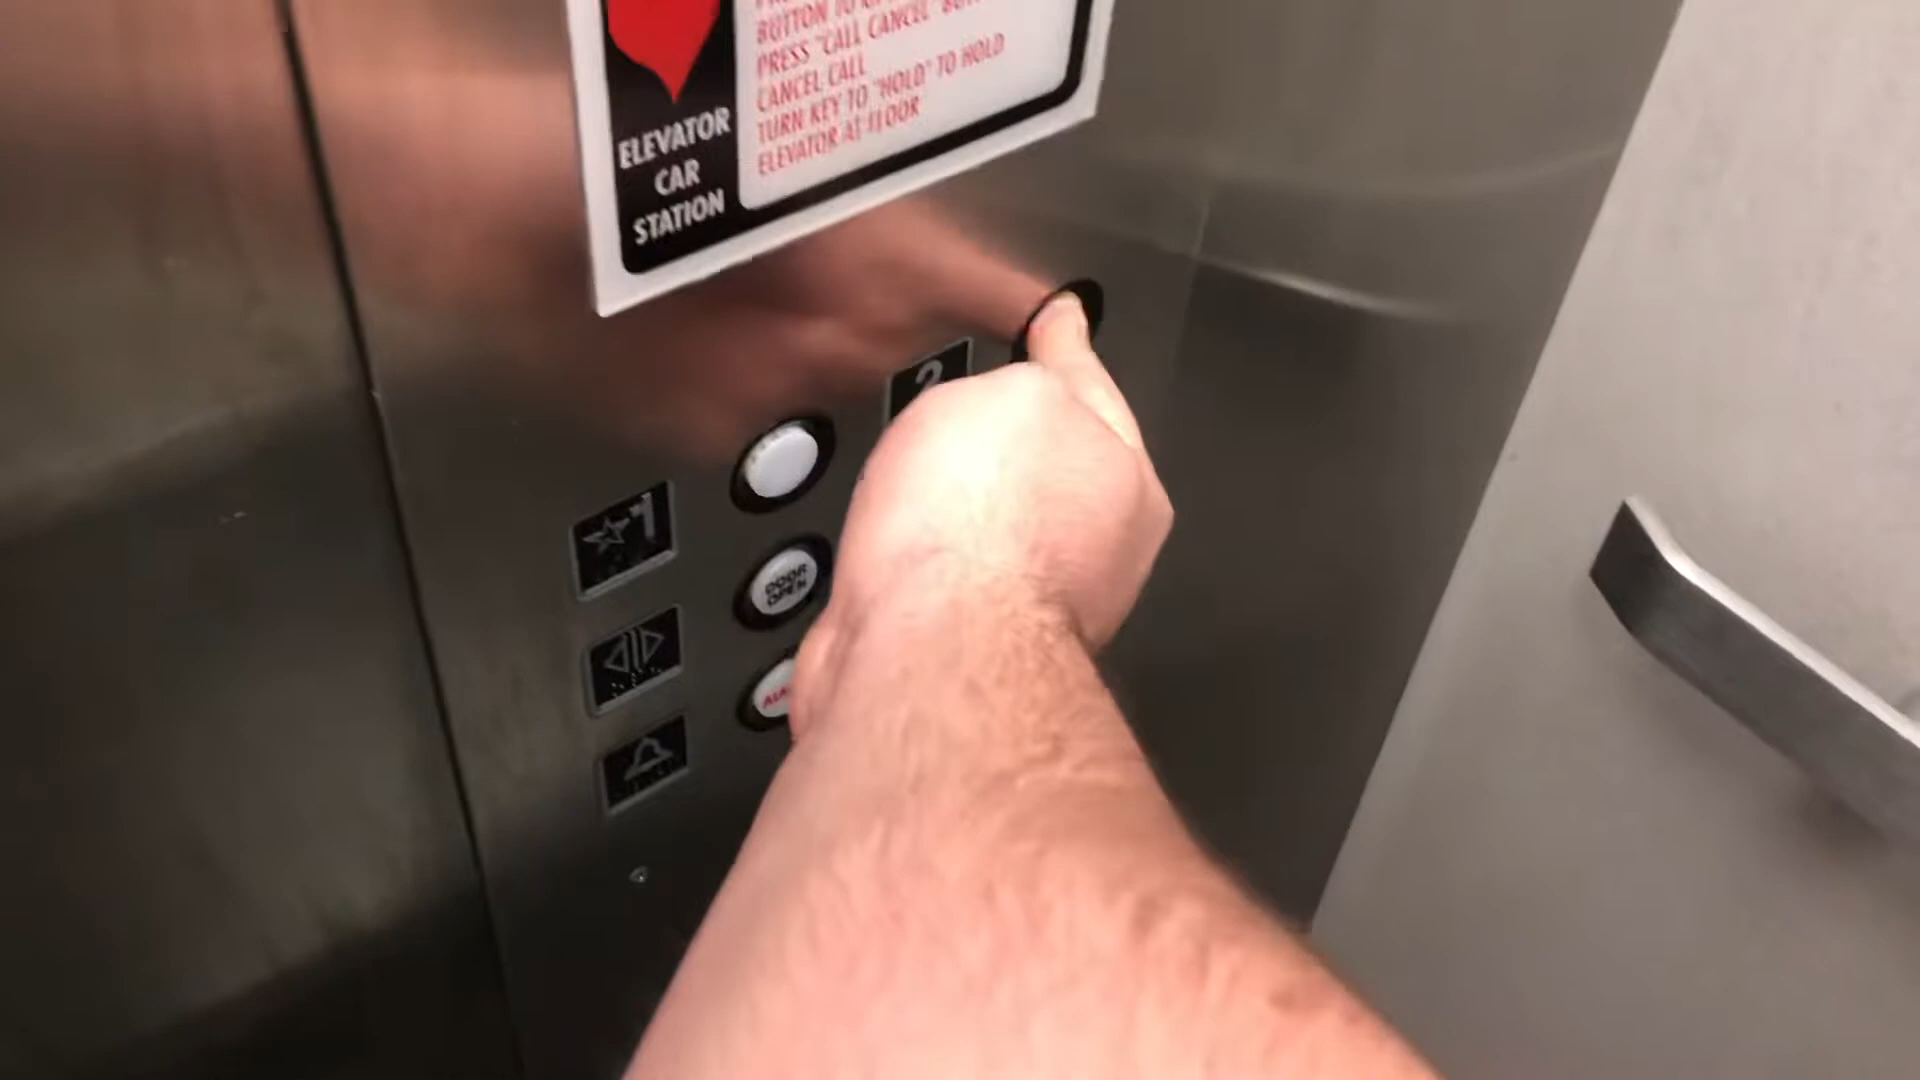 BUTTON TO
PRESS "CALL CANCEL"
CANCEL CALL
TURN KEY TO "HOLD" TO HOLD
ELEVATOR AT FLOOR
ELEVATOR
CAR
STATION
2
1
DOOR
OPEN